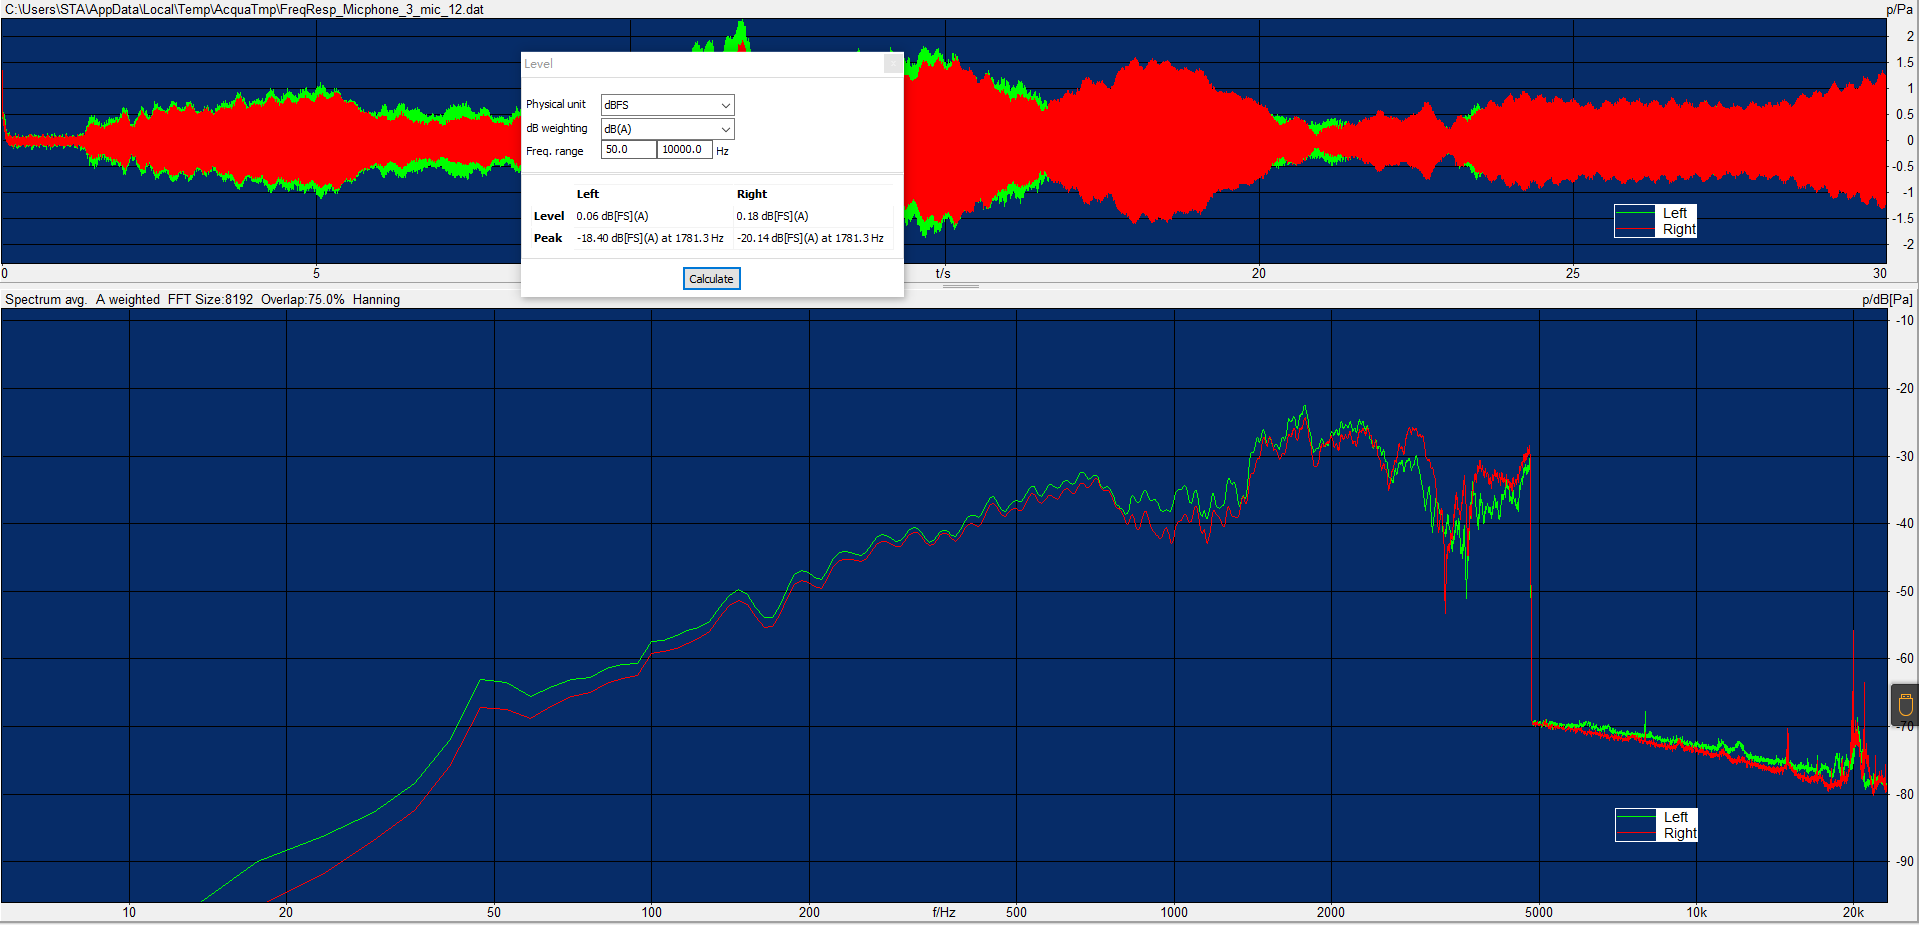 C:\Users\STA\AppData\Local\Temp\AcquaTmp\FreqResp_Micphone_3_mic_12.dat
p/Pa
2
1.5
1
0.5
0
-0.5
-1
-1.5
-2
Left
Right
0 5 t/s 20 25 30
Level
Physical unit dBFS
dB weighting dB(A)
Freq. range 50.0 10000.0 Hz
Left Right
Level 0.06 dB[FS](A) 0.18 dB[FS](A)
Peak -18.40 dB[FS](A) at 1781.3 Hz -20.14 dB[FS](A) at 1781.3 Hz
Calculate
Spectrum avg. A weighted FFT Size:8192 Overlap:75.0% Hanning
p/dB[Pa]
-10
-20
-30
-40
-50
-60
-70
-80
-90
Left
Right
10 20 50 100 200 f/Hz 500 1000 2000 5000 10k 20k